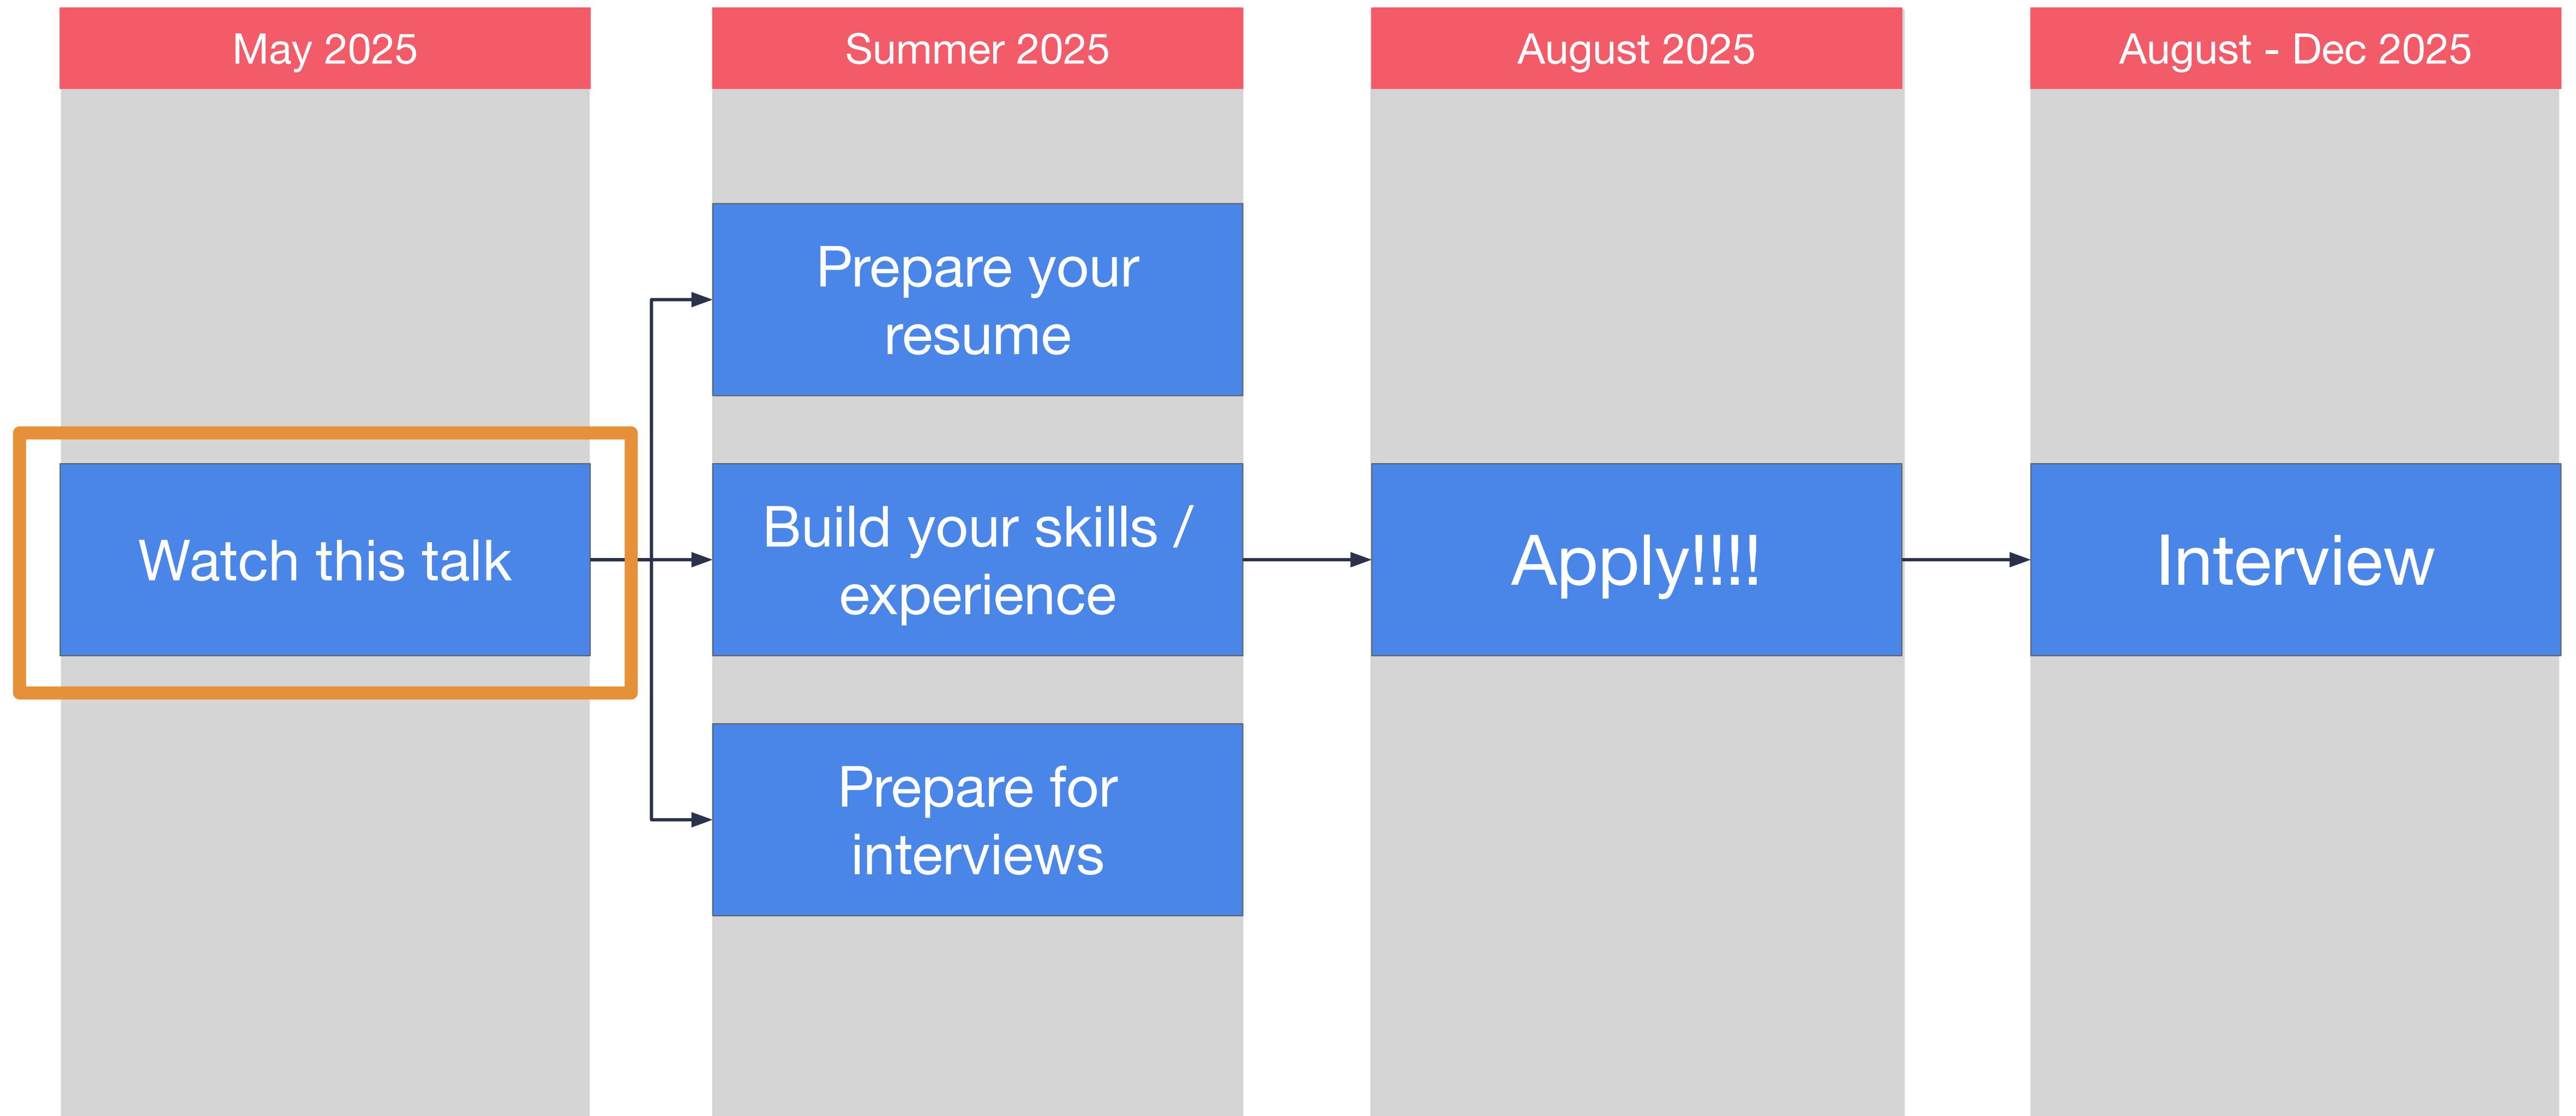 May 2025
Summer 2025
August 2025
August - Dec 2025
Watch this talk
Prepare your
resume
Build your skills /
experience
Prepare for
interviews
Apply!!!!
Interview